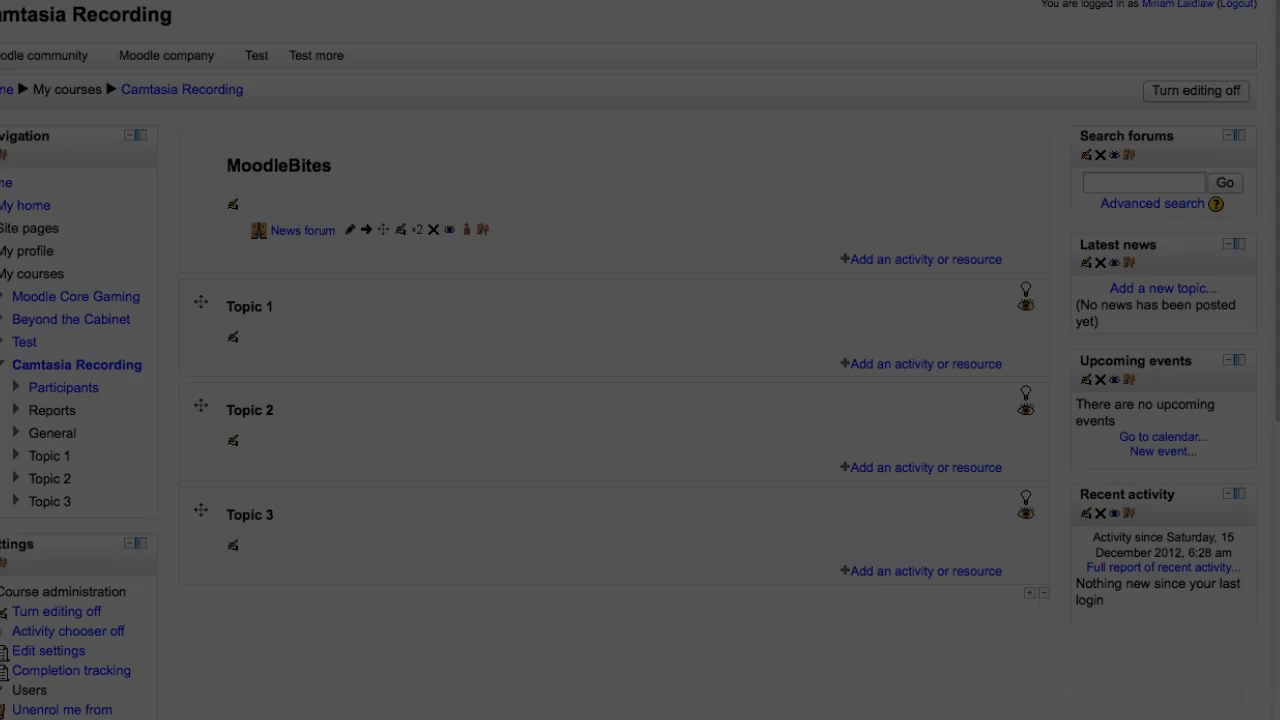 mtasia Recording
You are logged in as Miriam Laidlaw (Logout)
odle community Moodle company Test Test more
me ▶ My courses ▶ Camtasia Recording
Turn editing off
vigation
me
My home
Site pages
My profile
My courses
Moodle Core Gaming
Beyond the Cabinet
Test
Camtasia Recording
Participants
Reports
General
Topic 1
Topic 2
Topic 3
ttings
Course administration
Turn editing off
Activity chooser off
Edit settings
Completion tracking
Users
Unenrol me from
MoodleBites
News forum ×2
+Add an activity or resource
Topic 1
+Add an activity or resource
Topic 2
+Add an activity or resource
Topic 3
+Add an activity or resource
Search forums
Go
Advanced search ?
Latest news
Add a new topic...
(No news has been posted
yet)
Upcoming events
There are no upcoming
events
Go to calendar...
New event...
Recent activity
Activity since Saturday, 15
December 2012, 6:28 am
Full report of recent activity...
Nothing new since your last
login